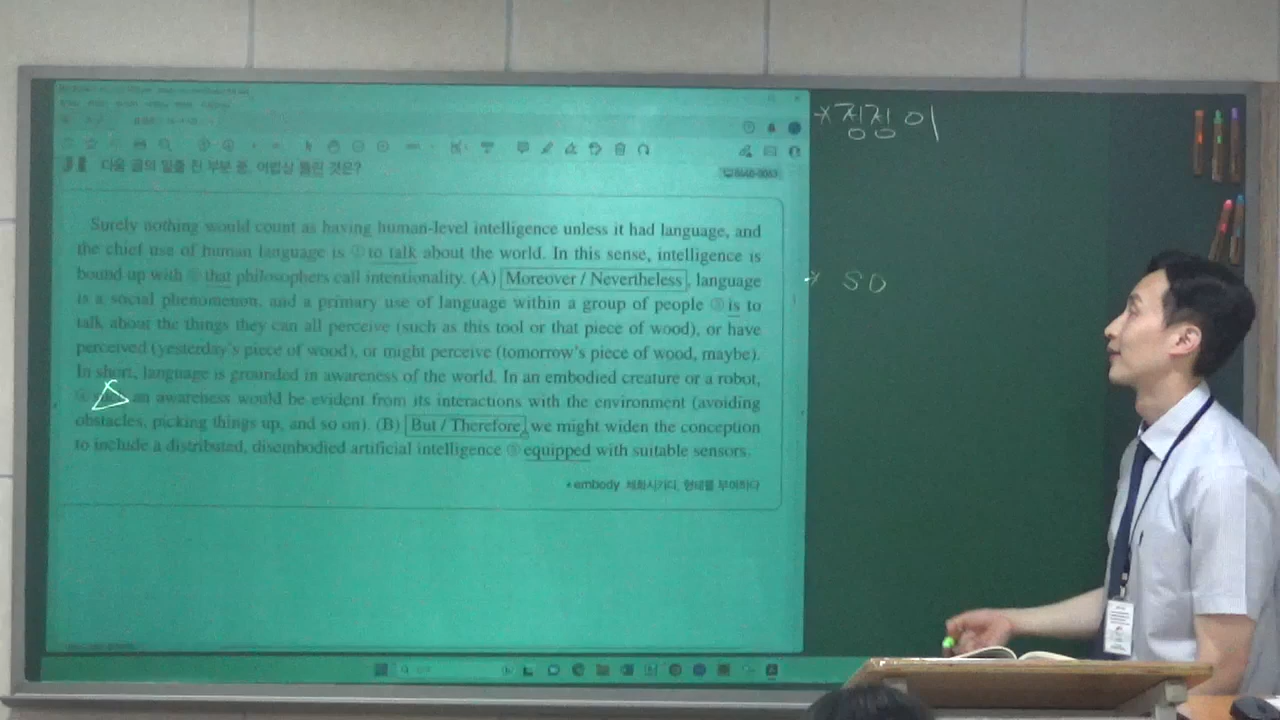 *정정이
다음 글의 밑줄 친 부분 중, 어법상 틀린 것은?
Surely nothing would count as having human-level intelligence unless it had language, and
the chief use of human language is ① to talk about the world. In this sense, intelligence is
bound up with ② that philosophers call intentionality. (A) Moreover / Nevertheless, language
* SO
is a social phenomenon, and a primary use of language within a group of people ③ is to
talk about the things they can all perceive (such as this tool or that piece of wood), or have
perceived (yesterday's piece of wood), or might perceive (tomorrow's piece of wood, maybe).
In short, language is grounded in awareness of the world. In an embodied creature or a robot,
④ an awareness would be evident from its interactions with the environment (avoiding
obstacles, picking things up, and so on). (B) But / Therefore, we might widen the conception
to include a distributed, disembodied artificial intelligence ⑤ equipped with suitable sensors.
*embody 체화시키다, 형태를 부여하다